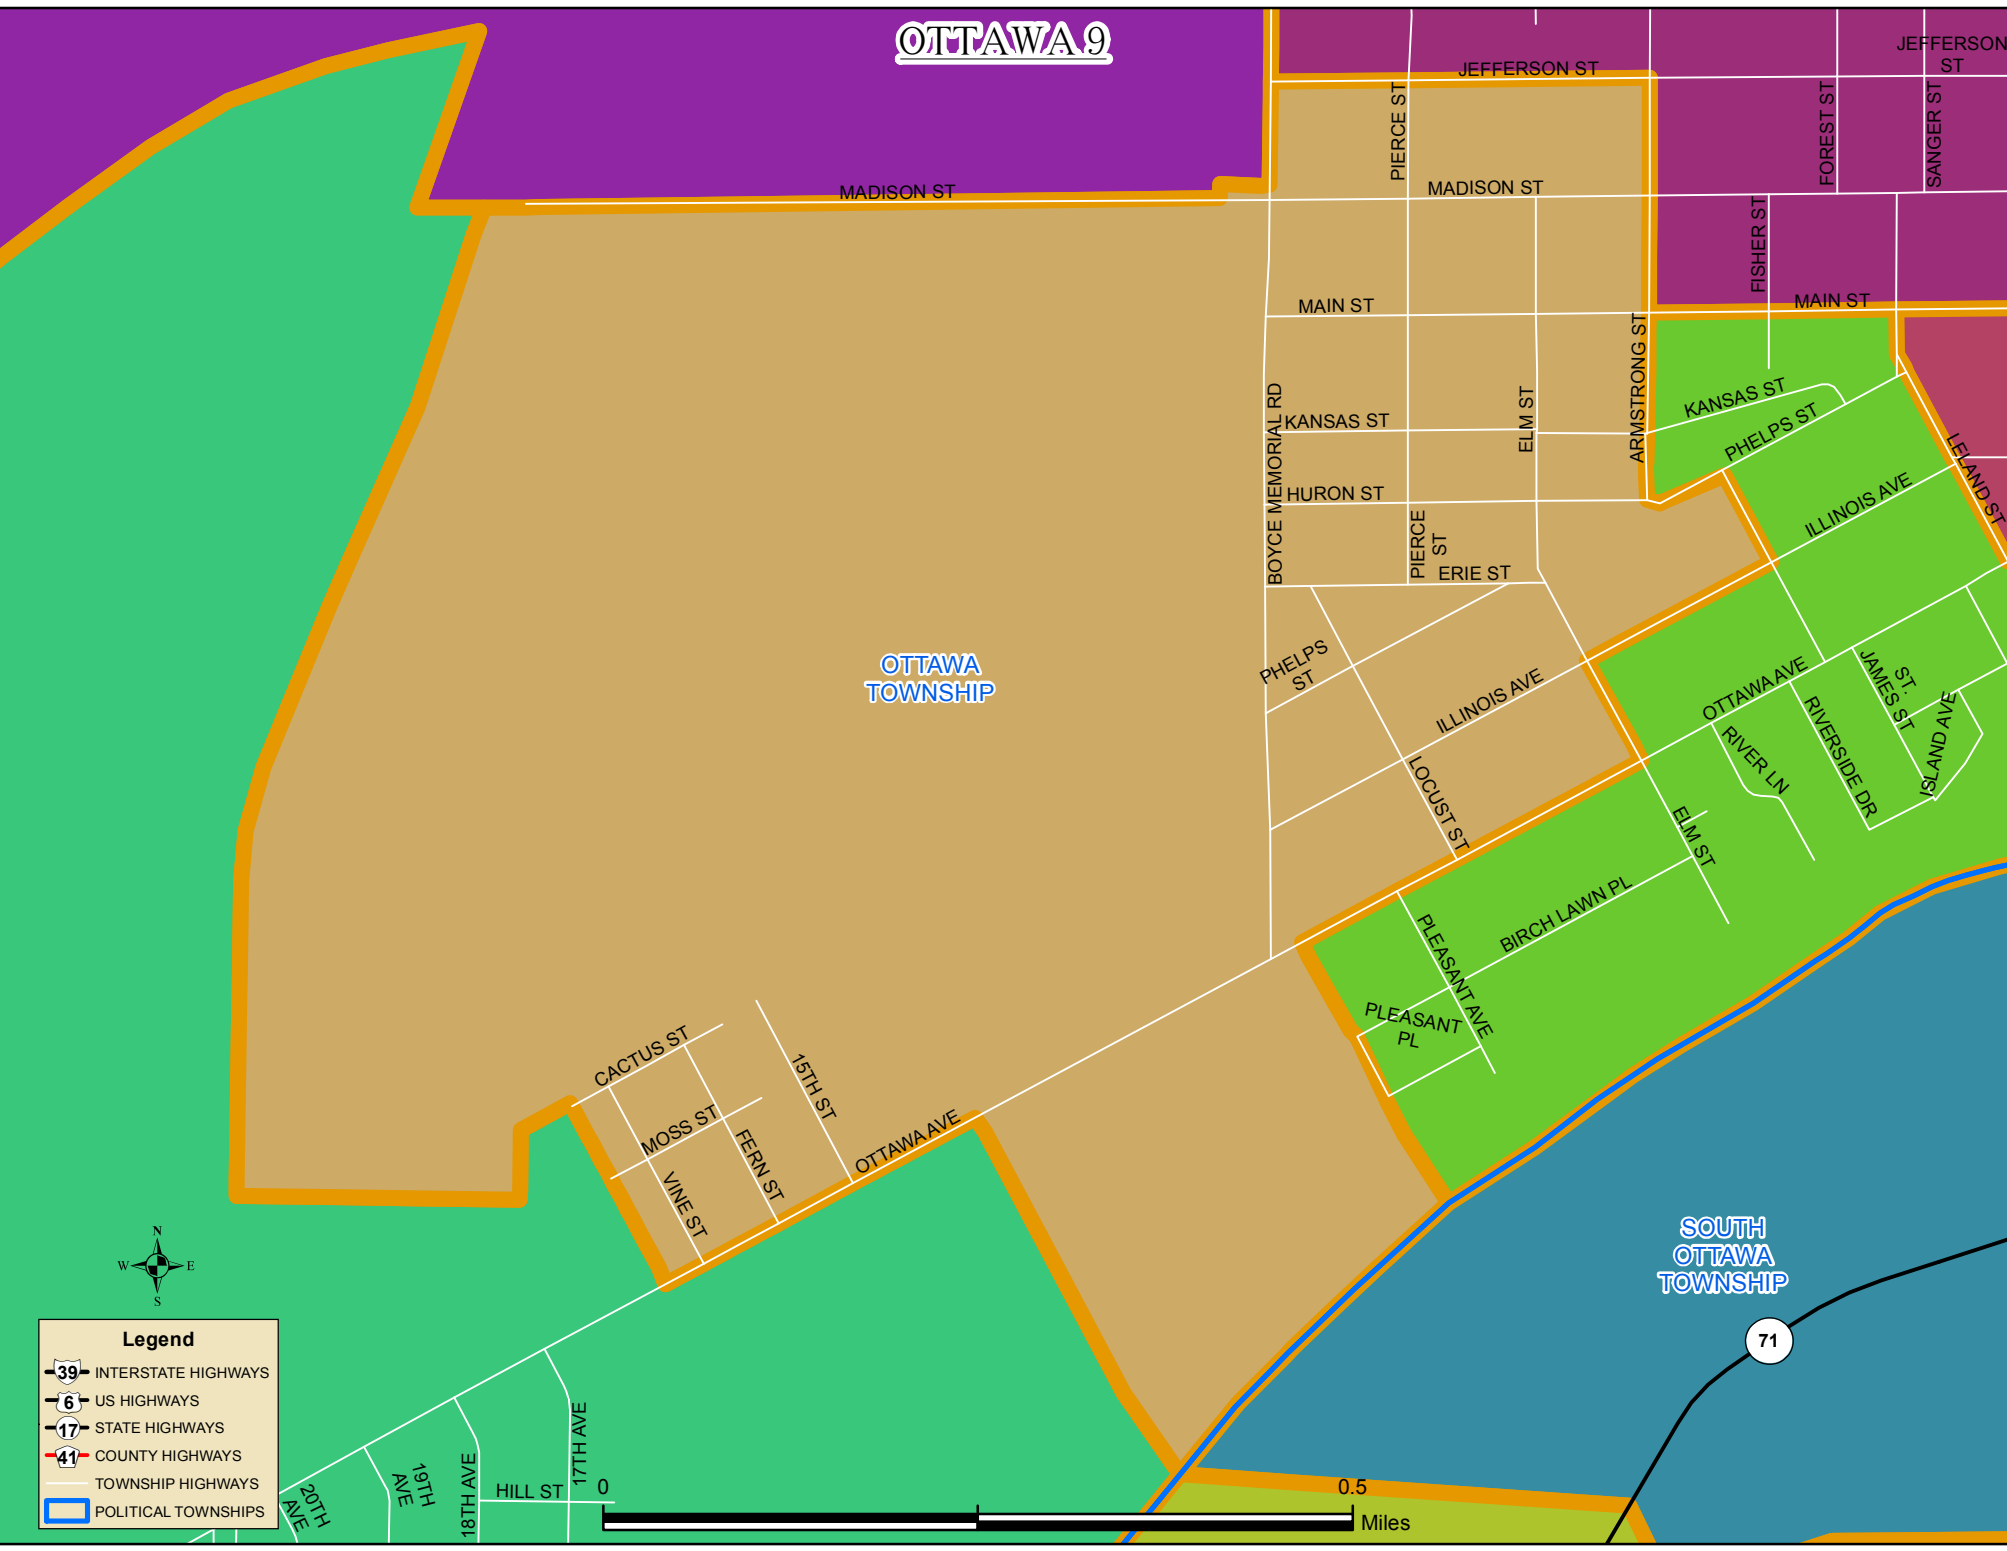 OTTAWA 9
JEFFERSON
ST
JEFFERSON ST
PIERCE ST
FOREST ST
SANGER ST
MADISON ST
MADISON ST
FISHER ST
MAIN ST
MAIN ST
ARMSTRONG ST
KANSAS ST
PHELPS ST
BOYCE MEMORIAL RD
KANSAS ST
ELM ST
LELAND ST
HURON ST
ILLINOIS AVE
PIERCE
ST
ERIE ST
OTTAWA
TOWNSHIP
PHELPS
ST
ILLINOIS AVE
OTTAWA AVE
ST.
JAMES ST
ISLAND AVE
RIVERSIDE DR
RIVER LN
LOCUST ST
ELM ST
BIRCH LAWN PL
PLEASANT AVE
PLEASANT
PL
CACTUS ST
15TH ST
MOSS ST
FERN ST
OTTAWA AVE
VINE ST
SOUTH
OTTAWA
TOWNSHIP
71
N
W E
S
Legend
39 INTERSTATE HIGHWAYS
6 US HIGHWAYS
17 STATE HIGHWAYS
41 COUNTY HIGHWAYS
TOWNSHIP HIGHWAYS
POLITICAL TOWNSHIPS
20TH
AVE
19TH
AVE
18TH AVE
HILL ST
17TH AVE
0 0.5
Miles